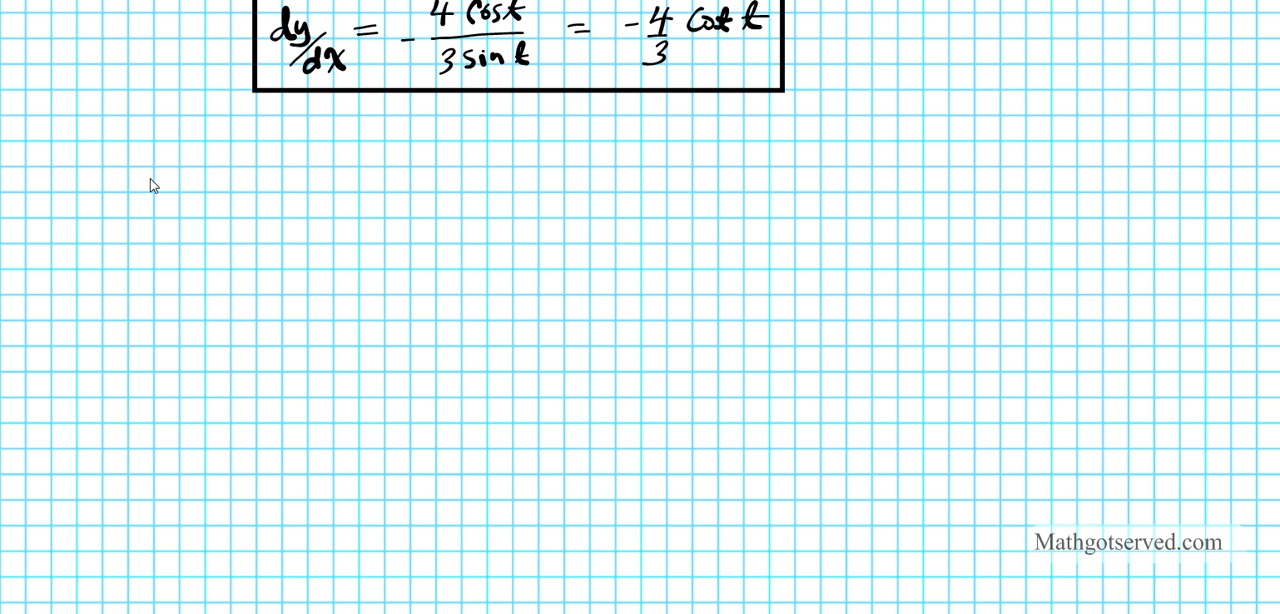 dy/dx = - 4 cost / 3 sin t = -4/3 cot t
Mathgotserved.com